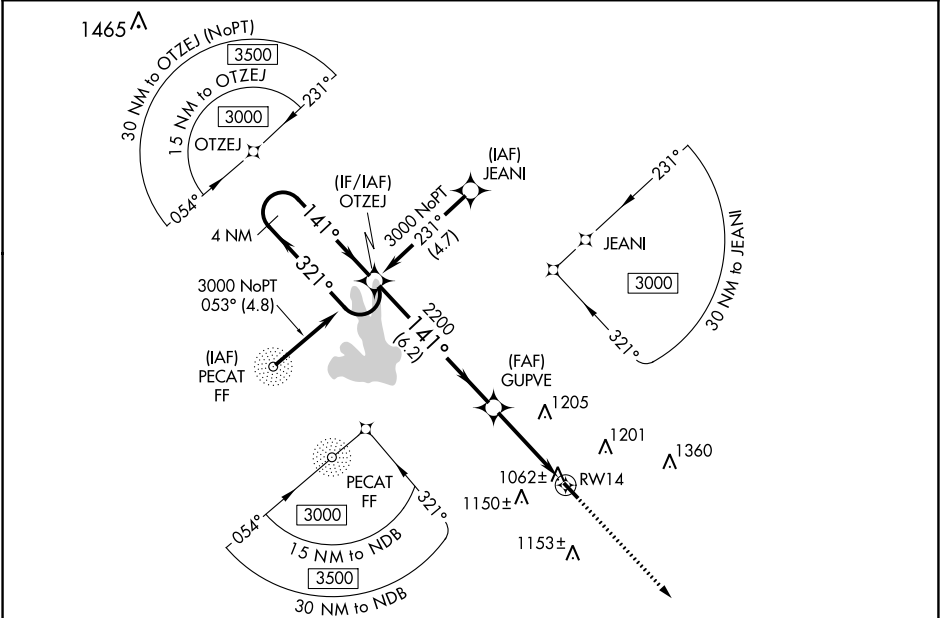 1465
30 NM to OTZEJ (NoPT)
3500
15 NM to OTZEJ
3000
231°
OTZEJ
054°
(IF/IAF)
OTZEJ
(IAF)
JEANI
3000 NoPT
231°
(4.7)
141°
4 NM
321°
3000 NoPT
053° (4.8)
(IAF)
PECAT
FF
2200
141°
(6.2)
231°
JEANI
3000
30 NM to JEANI
321°
(FAF)
GUPVE
1205
1201
1360
1062±
RW14
1150±
1153±
PECAT
FF
054°
321°
3000
15 NM to NDB
3500
30 NM to NDB